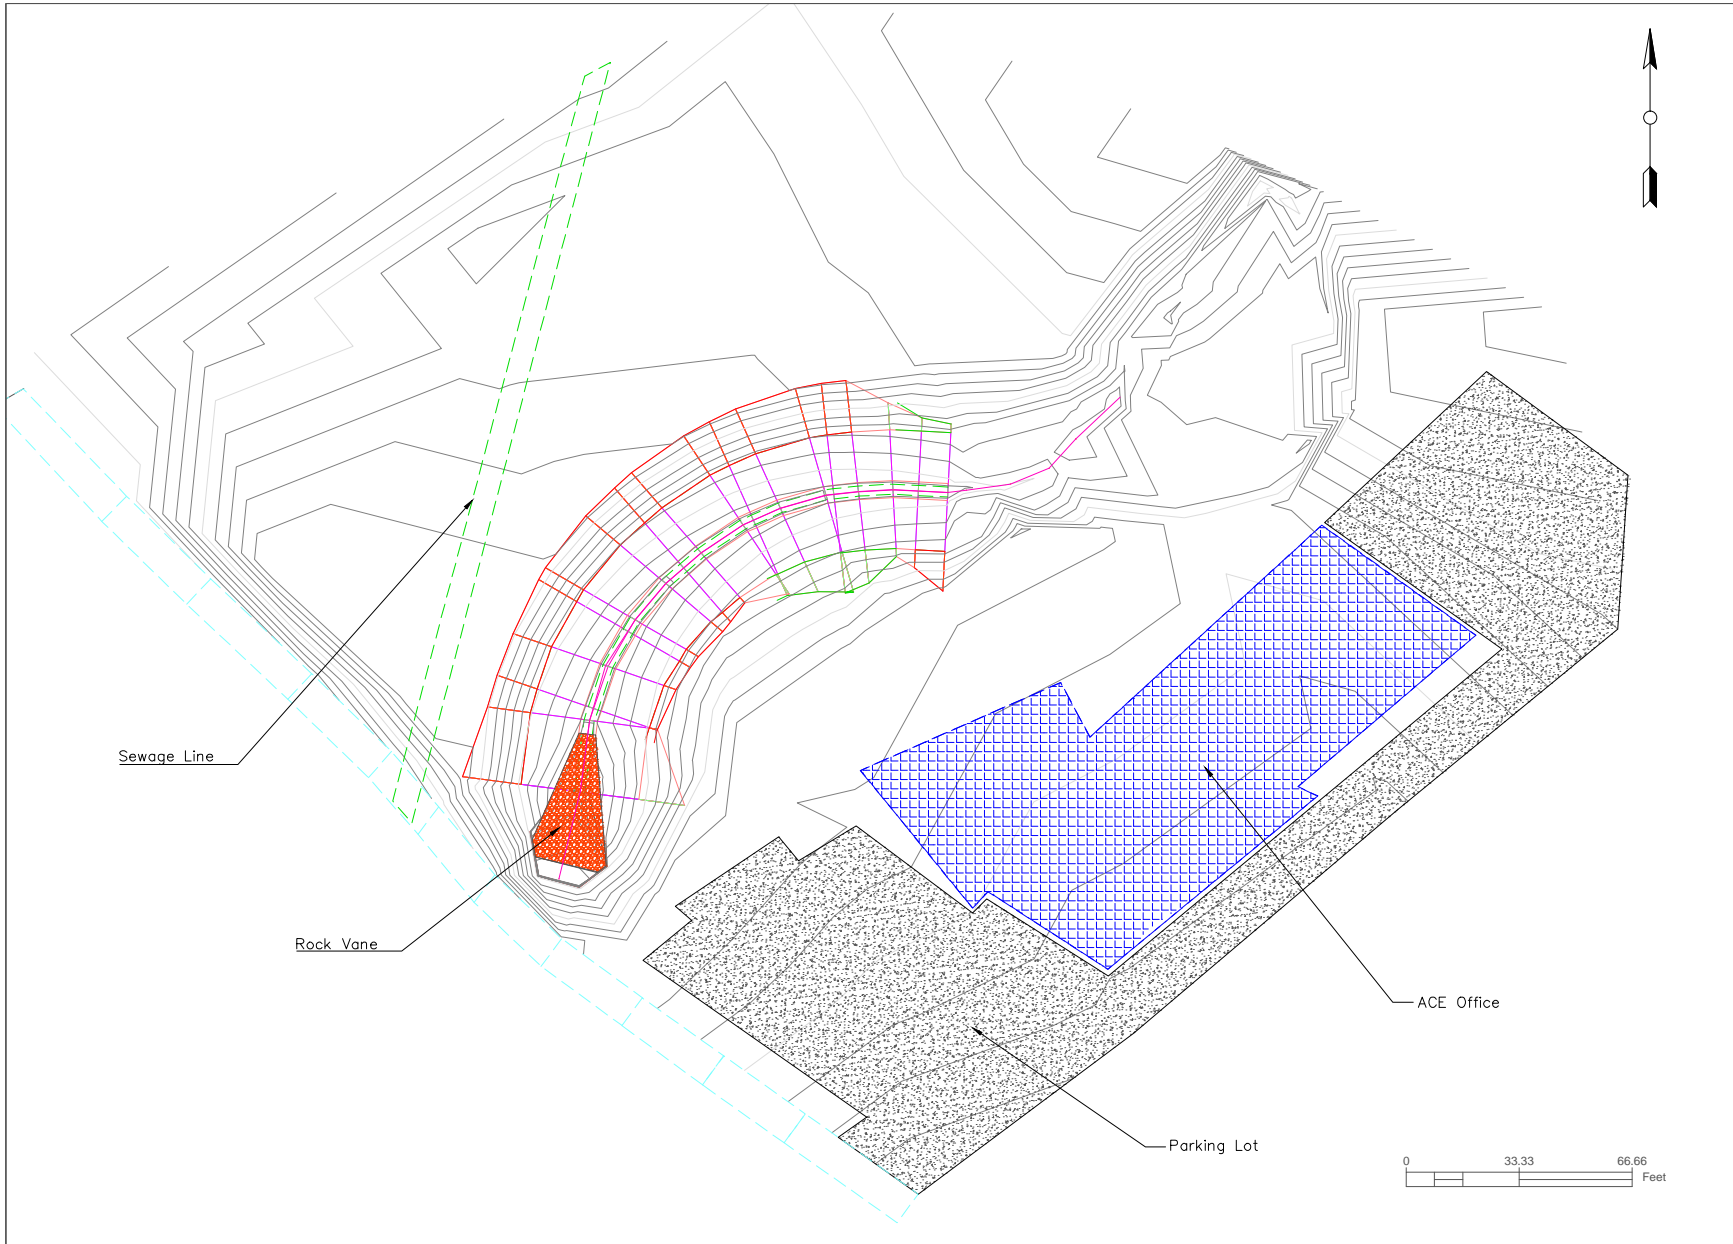 Sewage Line
Rock Vane
ACE Office
Parking Lot
0 33.33 66.66
Feet